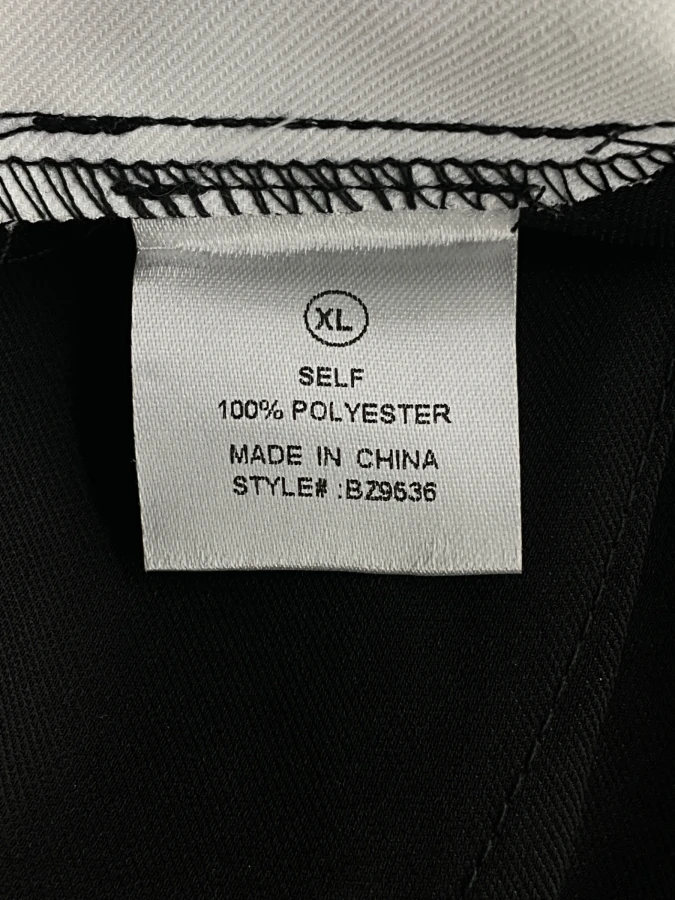 XL
SELF
100% POLYESTER
MADE IN CHINA
STYLE# :BZ9636